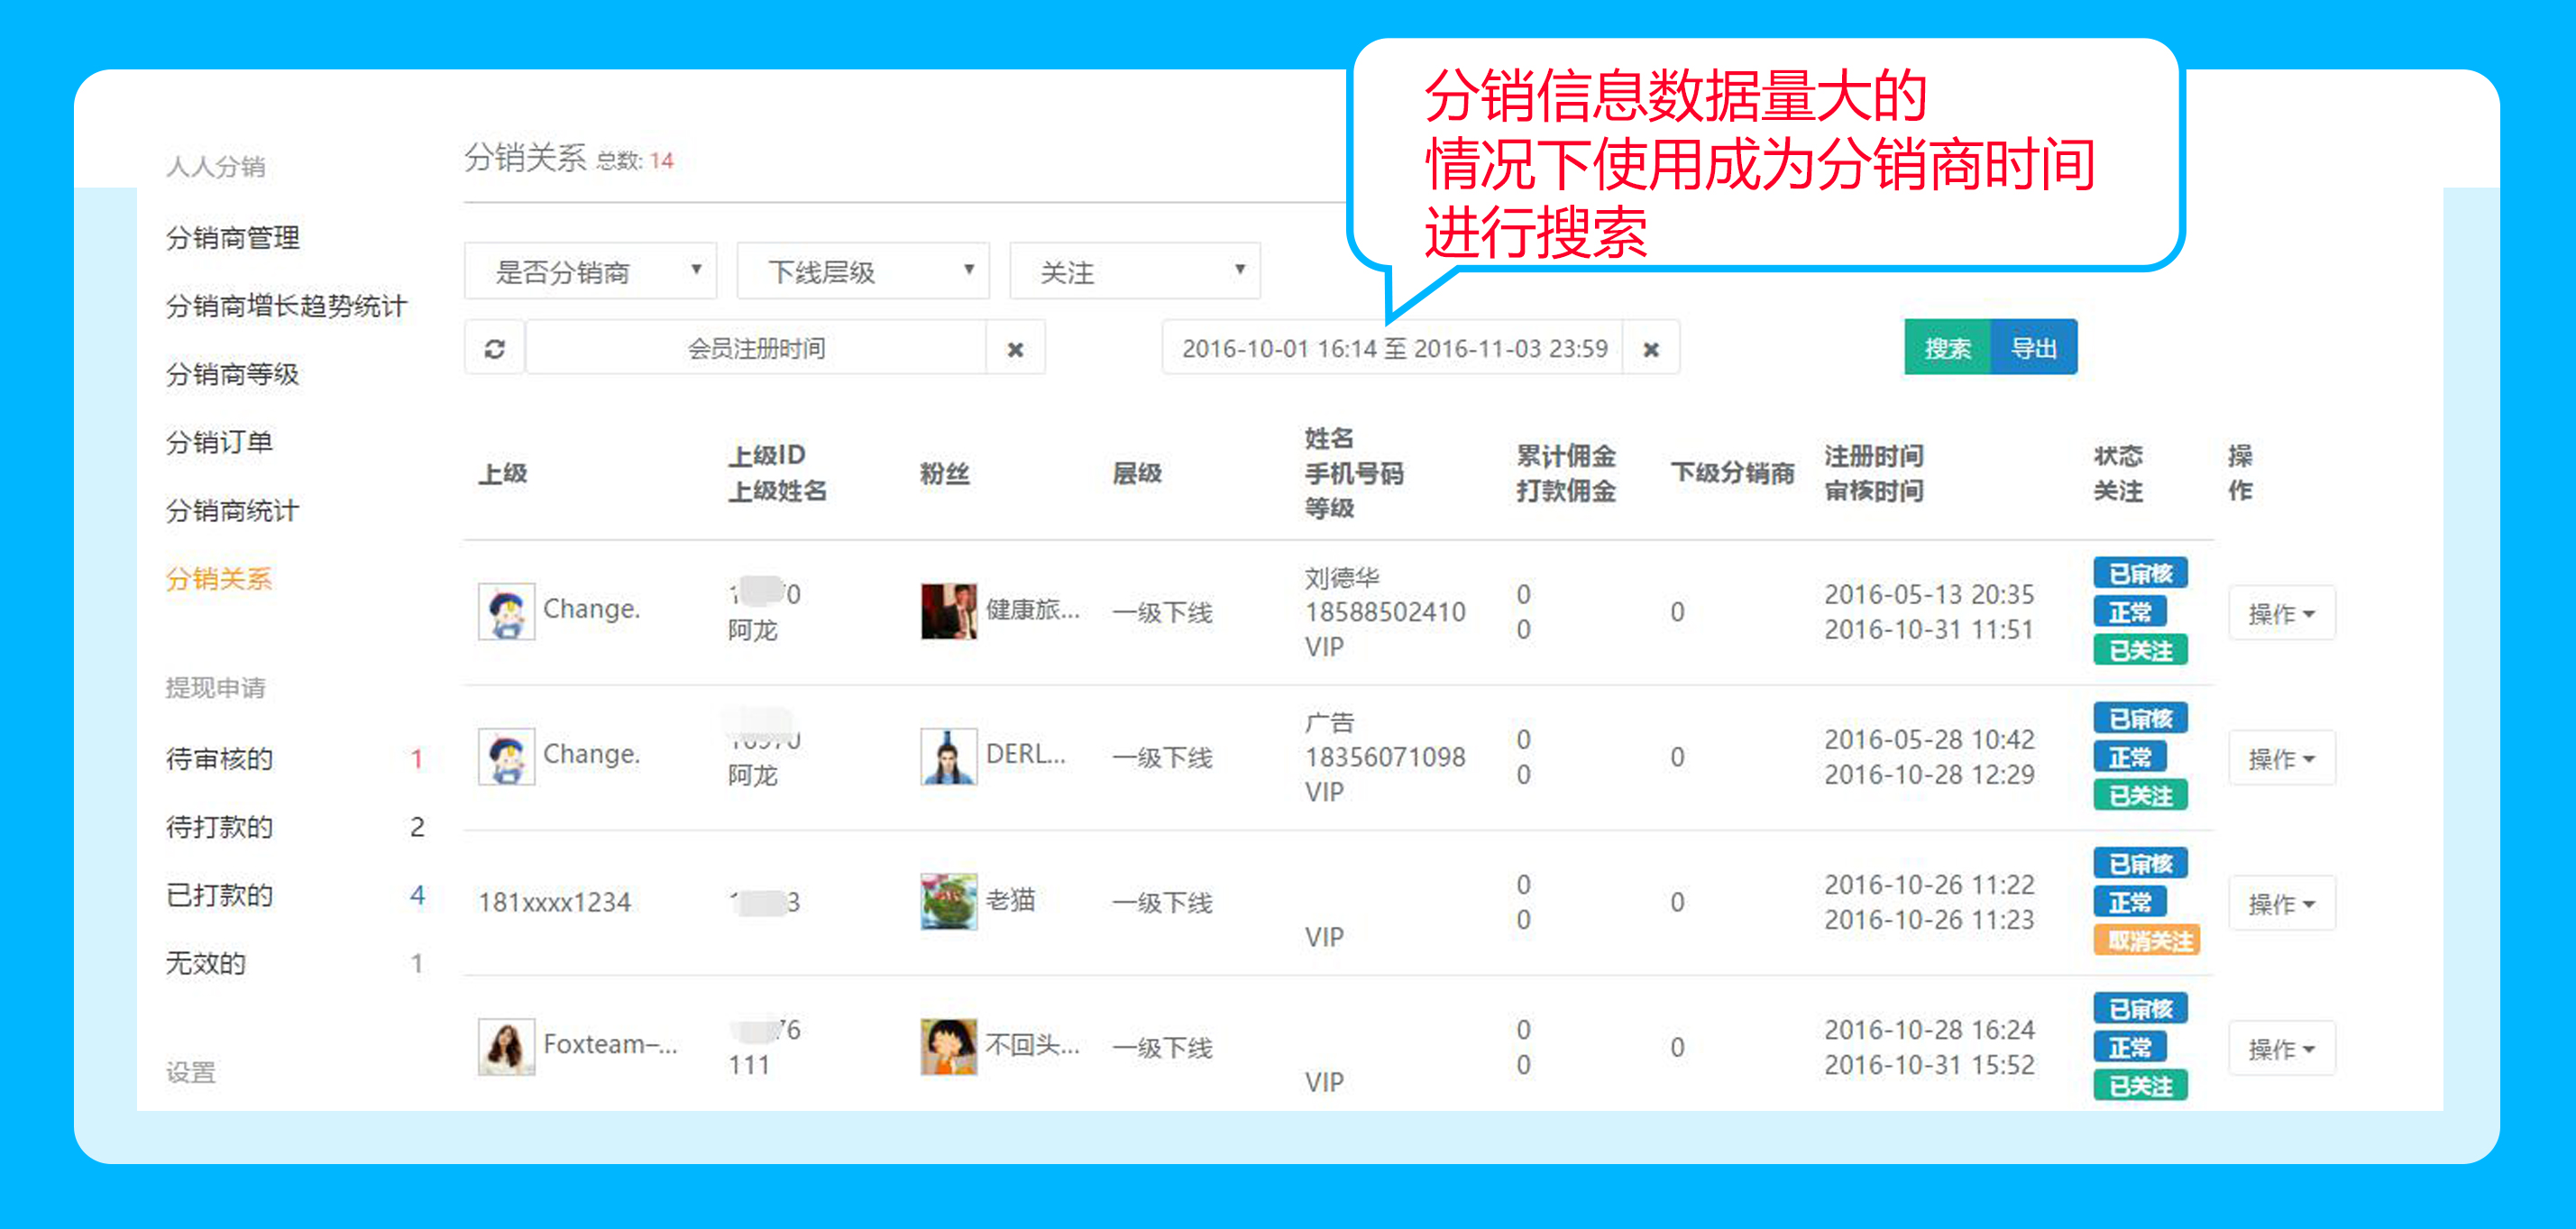 分销信息数据量大的
情况下使用成为分销商时间
进行搜索
人人分销
分销商管理
分销商增长趋势统计
分销商等级
分销订单
分销商统计
分销关系
提现申请
待审核的 1
待打款的 2
已打款的 4
无效的 1
设置
分销关系 总数: 14
是否分销商 下线层级 关注
会员注册时间 2016-10-01 16:14 至 2016-11-03 23:59 搜索 导出
上级 上级ID 上级姓名 粉丝 层级 姓名 手机号码 等级 累计佣金 打款佣金 下级分销商 注册时间 审核时间 状态 关注 操作
Change. 阿龙 健康旅... 一级下线 刘德华 18588502410 VIP 0 0 0 2016-05-13 20:35 2016-10-31 11:51 已审核 正常 已关注 操作
Change. 阿龙 DERL... 一级下线 广告 18356071098 VIP 0 0 0 2016-05-28 10:42 2016-10-28 12:29 已审核 正常 已关注 操作
181xxxx1234 老猫 一级下线 VIP 0 0 0 2016-10-26 11:22 2016-10-26 11:23 已审核 正常 取消关注 操作
Foxteam–... 111 不回头... 一级下线 VIP 0 0 0 2016-10-28 16:24 2016-10-31 15:52 已审核 正常 已关注 操作